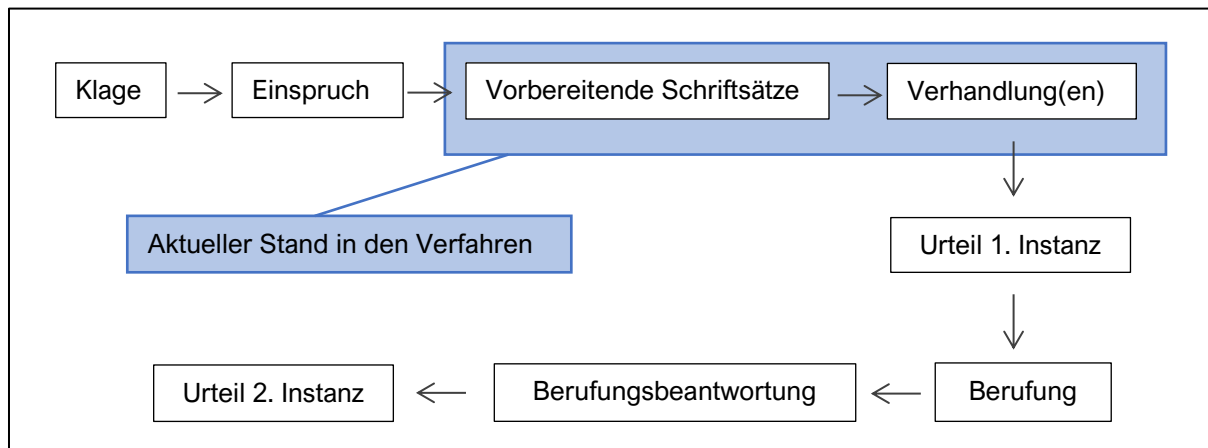 Klage
Einspruch
Vorbereitende Schriftsätze
Verhandlung(en)
Aktueller Stand in den Verfahren
Urteil 1. Instanz
Berufung
Berufungsbeantwortung
Urteil 2. Instanz